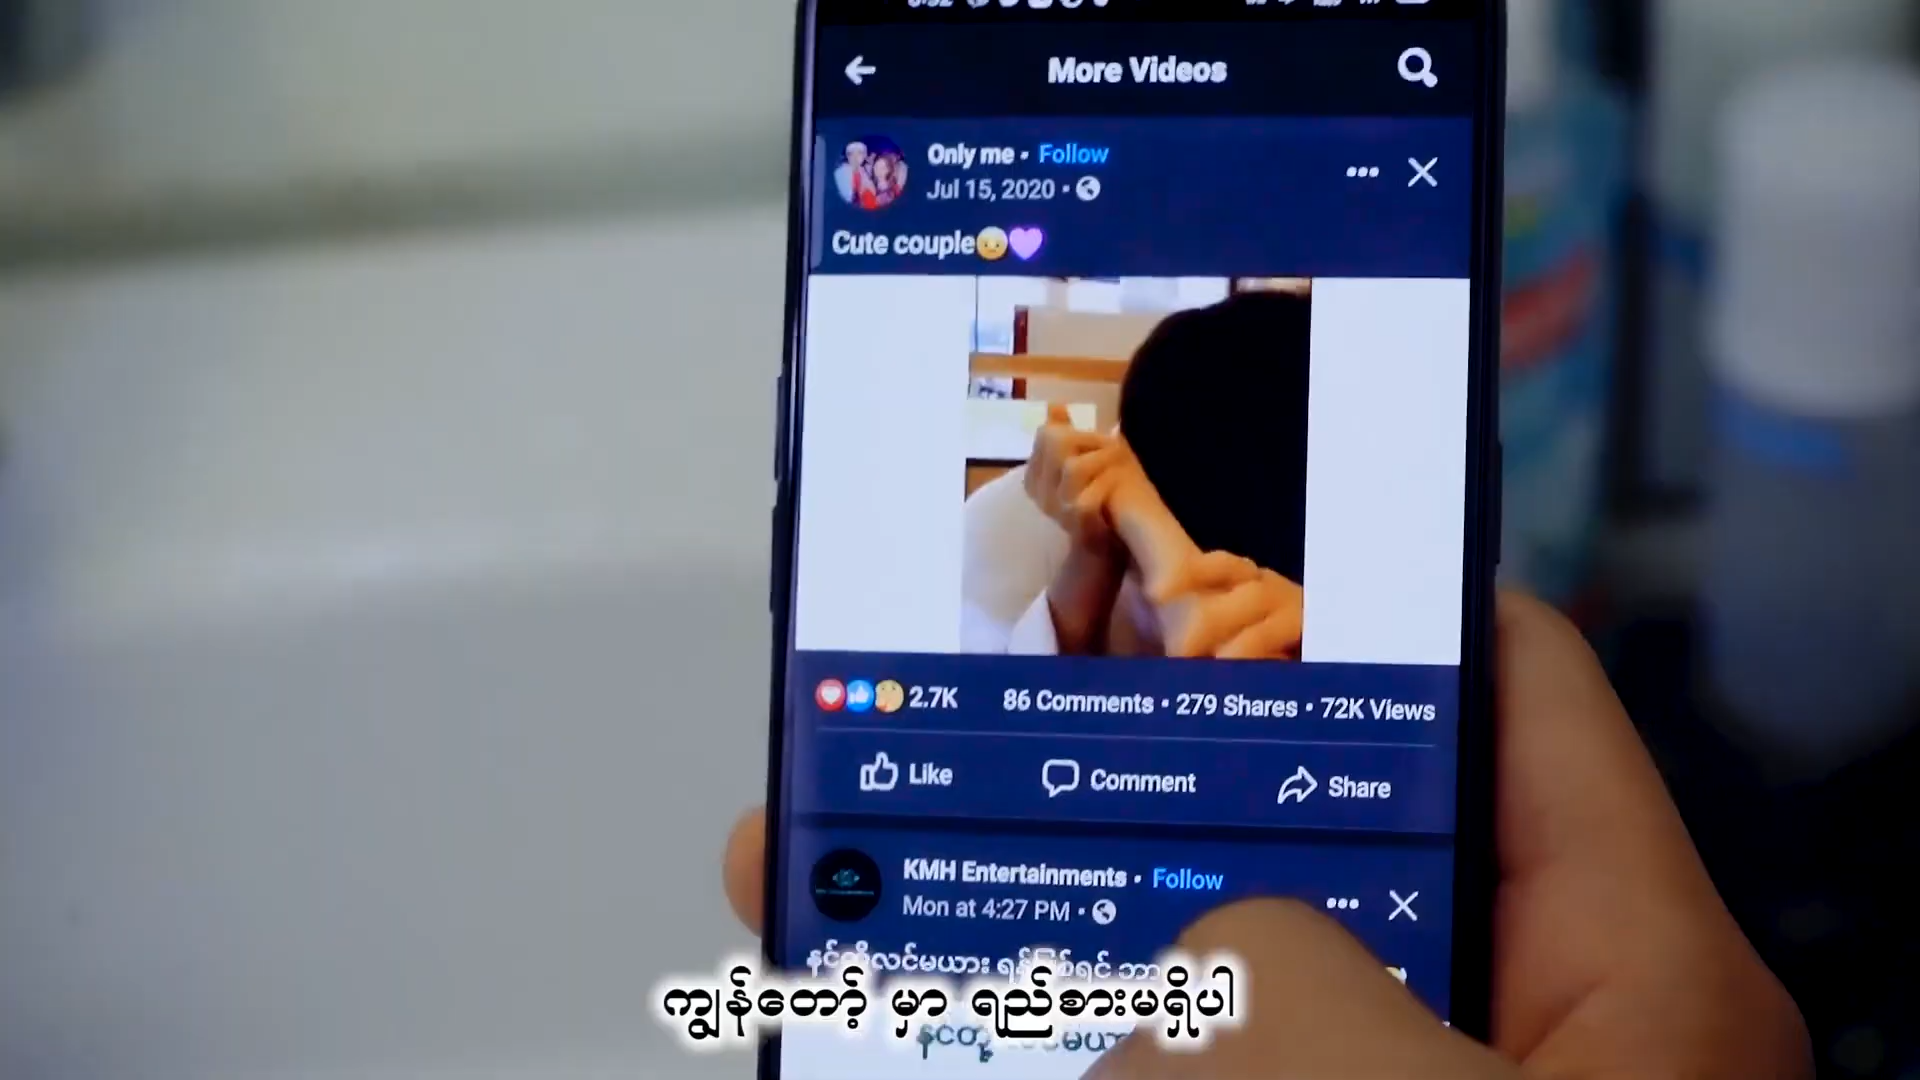 More Videos
Only me • Follow
Jul 15, 2020 •
Cute couple🥺💜
2.7K 86 Comments • 279 Shares • 72K Views
Like Comment Share
KMH Entertainments • Follow
Mon at 4:27 PM •
ကျွန်တော့် မှာ ရည်စားမရှိပါ